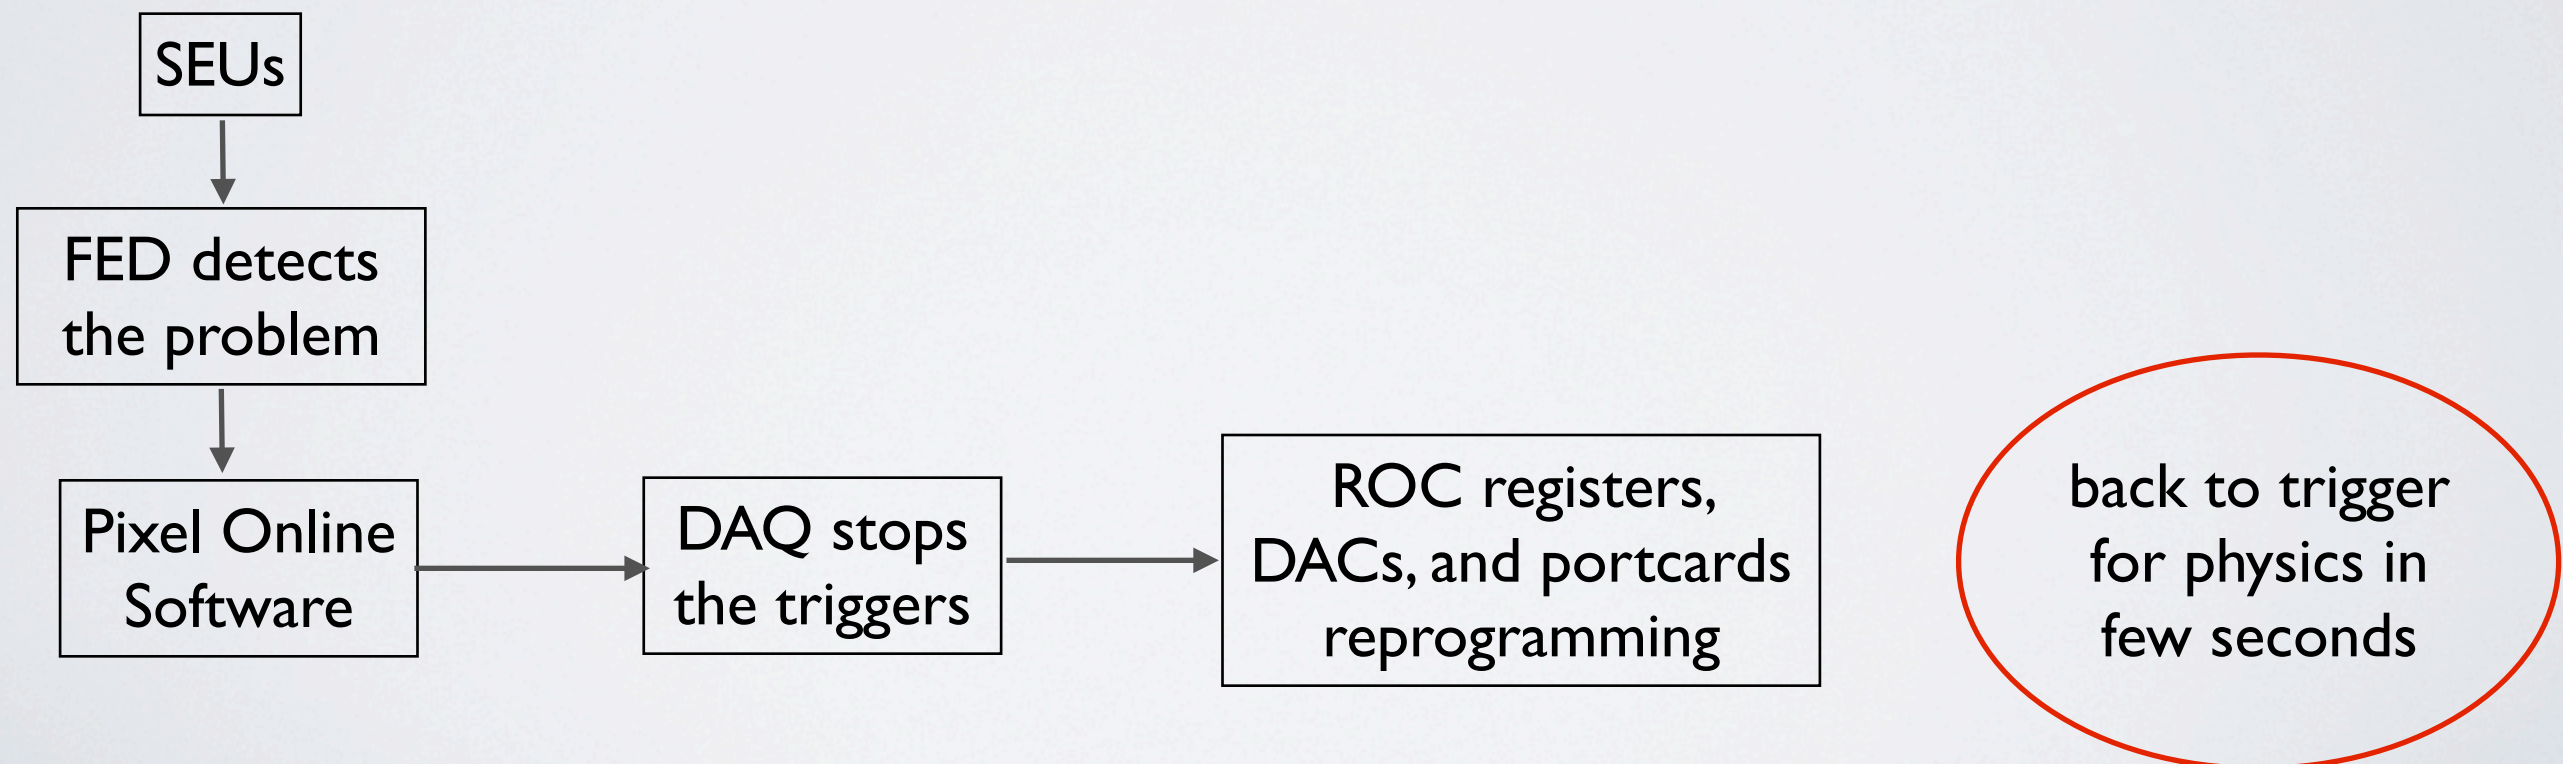 SEUs
FED detects
the problem
Pixel Online
Software
DAQ stops
the triggers
ROC registers,
DACs, and portcards
reprogramming
back to trigger
for physics in
few seconds